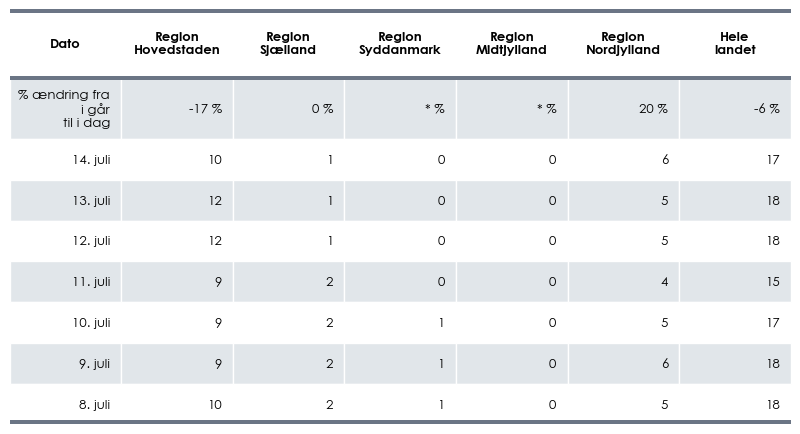 Dato Region Hovedstaden Region Sjælland Region Syddanmark Region Midtjylland Region Nordjylland Hele landet
% ændring fra i går til i dag -17 % 0 % * % * % 20 % -6 %
14. juli 10 1 0 0 6 17
13. juli 12 1 0 0 5 18
12. juli 12 1 0 0 5 18
11. juli 9 2 0 0 4 15
10. juli 9 2 1 0 5 17
9. juli 9 2 1 0 6 18
8. juli 10 2 1 0 5 18